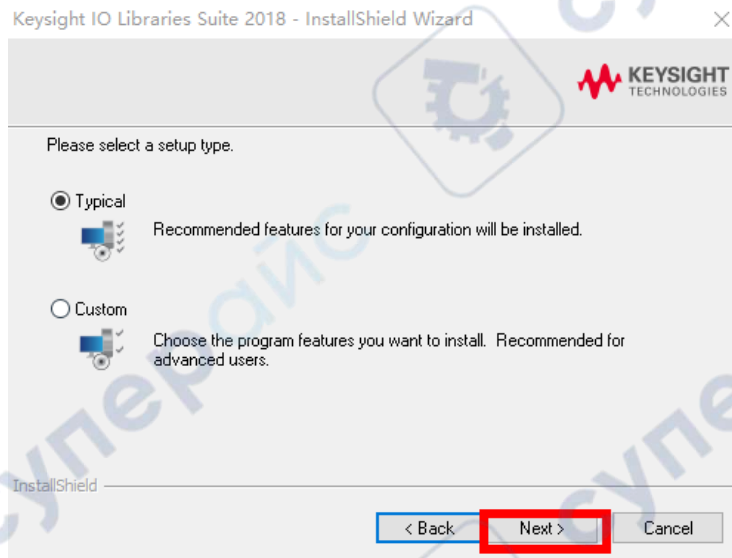 Keysight IO Libraries Suite 2018 - InstallShield Wizard
KEYSIGHT
TECHNOLOGIES
Please select a setup type.
Typical
Recommended features for your configuration will be installed.
Custom
Choose the program features you want to install. Recommended for
advanced users.
InstallShield
< Back
Next >
Cancel
суперайс